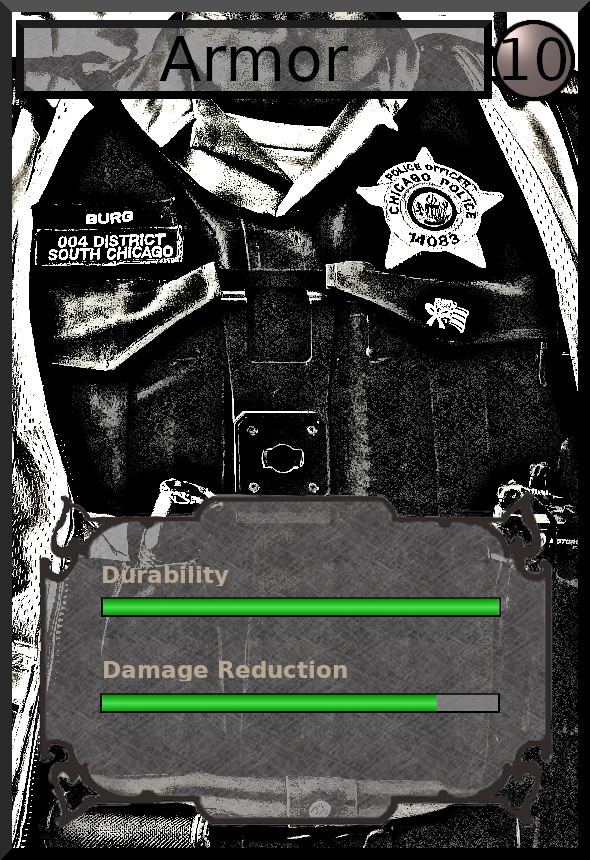 Armor
10
BURG
004 DISTRICT
SOUTH CHICAGO
POLICE OFFICER
CHICAGO POLICE
14083
Durability
Damage Reduction